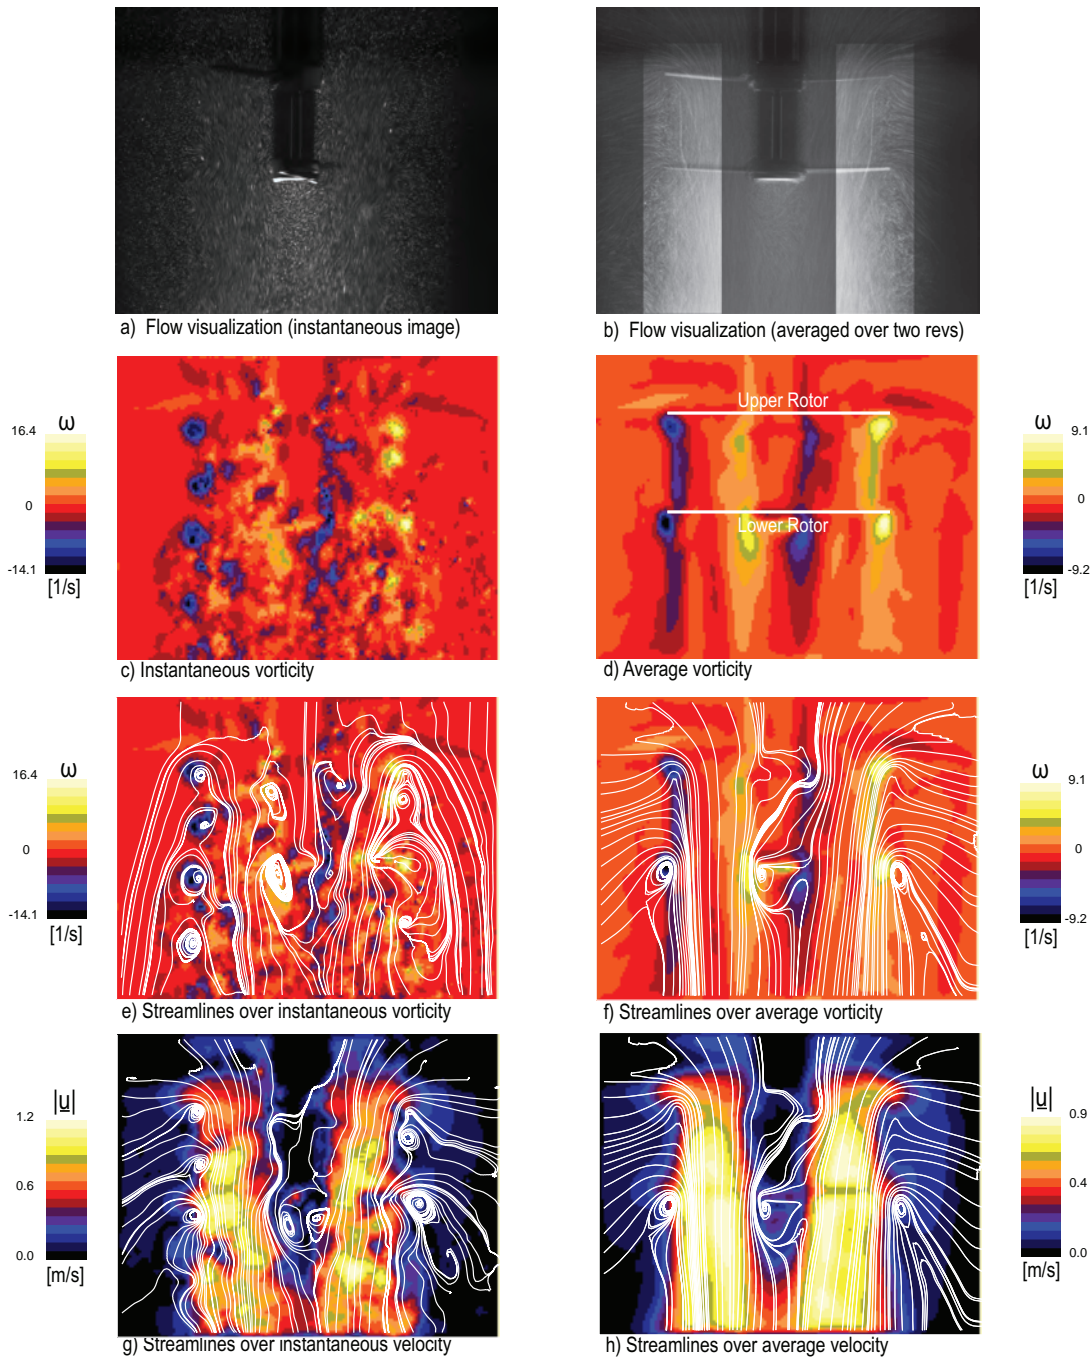 a) Flow visualization (instantaneous image)
b) Flow visualization (averaged over two revs)
ω
16.4
0
-14.1
[1/s]
c) Instantaneous vorticity
Upper Rotor
Lower Rotor
d) Average vorticity
ω
9.1
0
-9.2
[1/s]
ω
16.4
0
-14.1
[1/s]
e) Streamlines over instantaneous vorticity
f) Streamlines over average vorticity
ω
9.1
0
-9.2
[1/s]
|u|
1.2
0.6
0.0
[m/s]
g) Streamlines over instantaneous velocity
h) Streamlines over average velocity
|u|
0.9
0.4
0.0
[m/s]